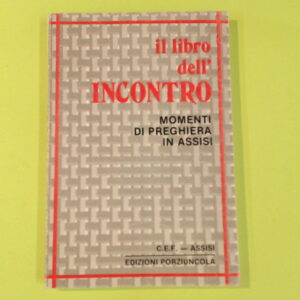 il libro
dell'
INCONTRO
MOMENTI
DI PREGHIERA
IN ASSISI
C.E.F. — ASSISI
EDIZIONI PORZIUNCOLA